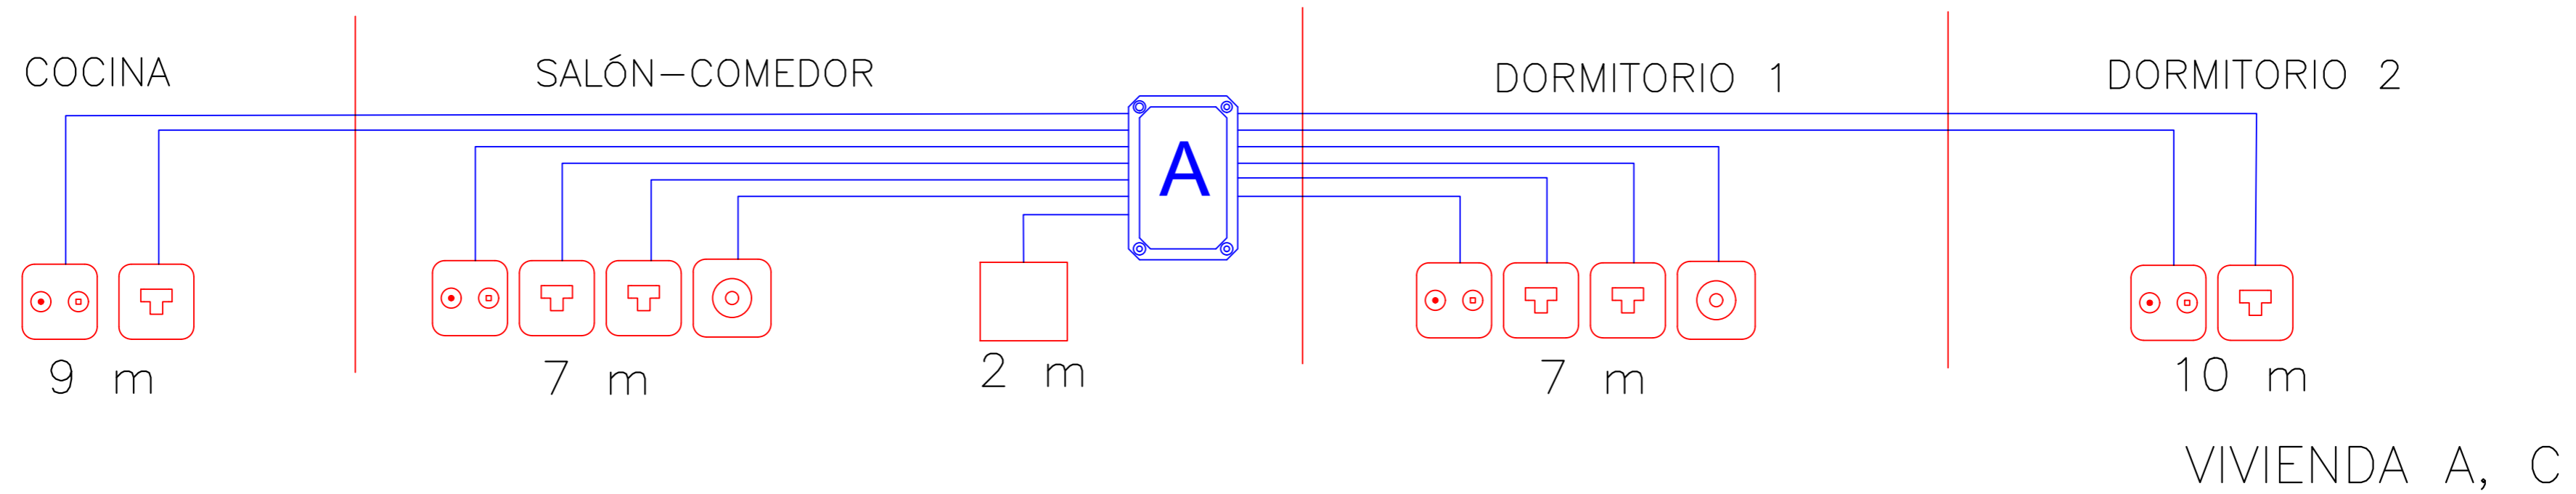 COCINA
SALÓN-COMEDOR
DORMITORIO 1
DORMITORIO 2
A
9 m
7 m
2 m
7 m
10 m
VIVIENDA A, C